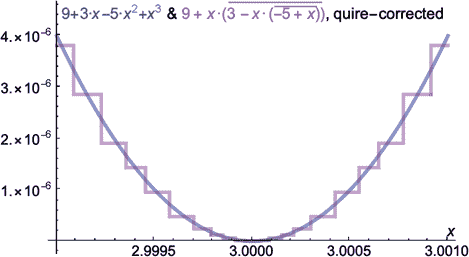 9+3·x−5·x²+x³ & 9 + x·(3 − x·(−5 + x)), quire−corrected
4.×10⁻⁶
3.×10⁻⁶
2.×10⁻⁶
1.×10⁻⁶
x
2.9995 3.0000 3.0005 3.0010